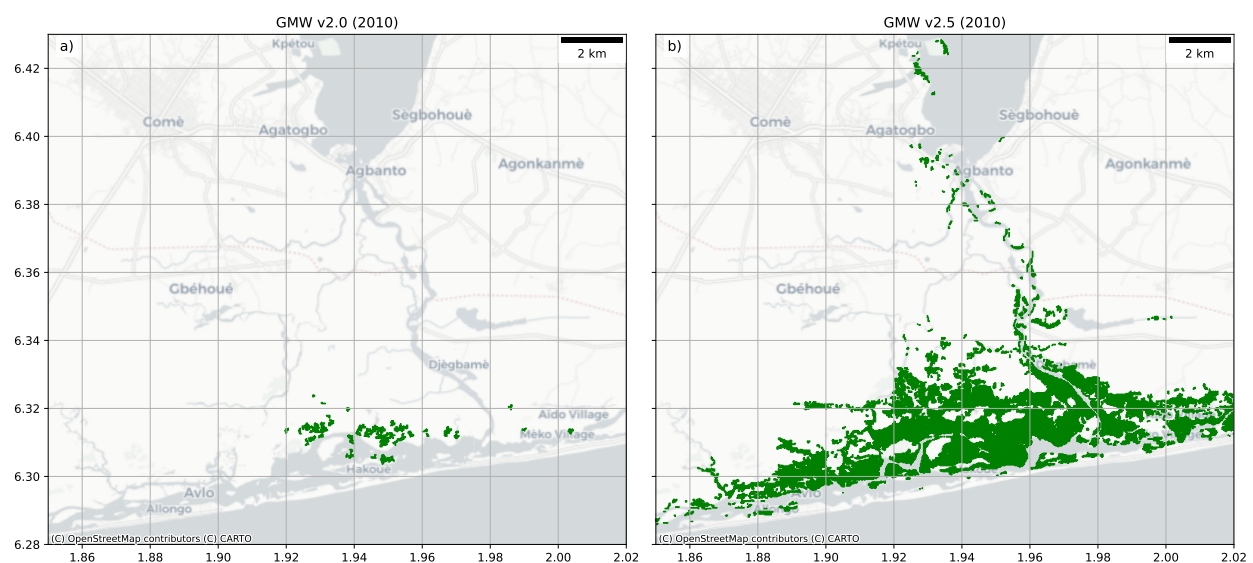 GMW v2.0 (2010)
a)
2 km
Kpétou
Comè
Sègbohouè
Agatogbo
Agonkanmè
Agbanto
Gbéhoué
Djègbamè
Aïdo Village
Mèko Village
Hakoué
Avlo
Allongo
(C) OpenStreetMap contributors (C) CARTO
6.42
6.40
6.38
6.36
6.34
6.32
6.30
6.28
1.86
1.88
1.90
1.92
1.94
1.96
1.98
2.00
2.02
GMW v2.5 (2010)
b)
2 km
Kpétou
Comè
Sègbohouè
Agatogbo
Agonkanmè
Agbanto
Gbéhoué
Avlo
(C) OpenStreetMap contributors (C) CARTO
1.86
1.88
1.90
1.92
1.94
1.96
1.98
2.00
2.02